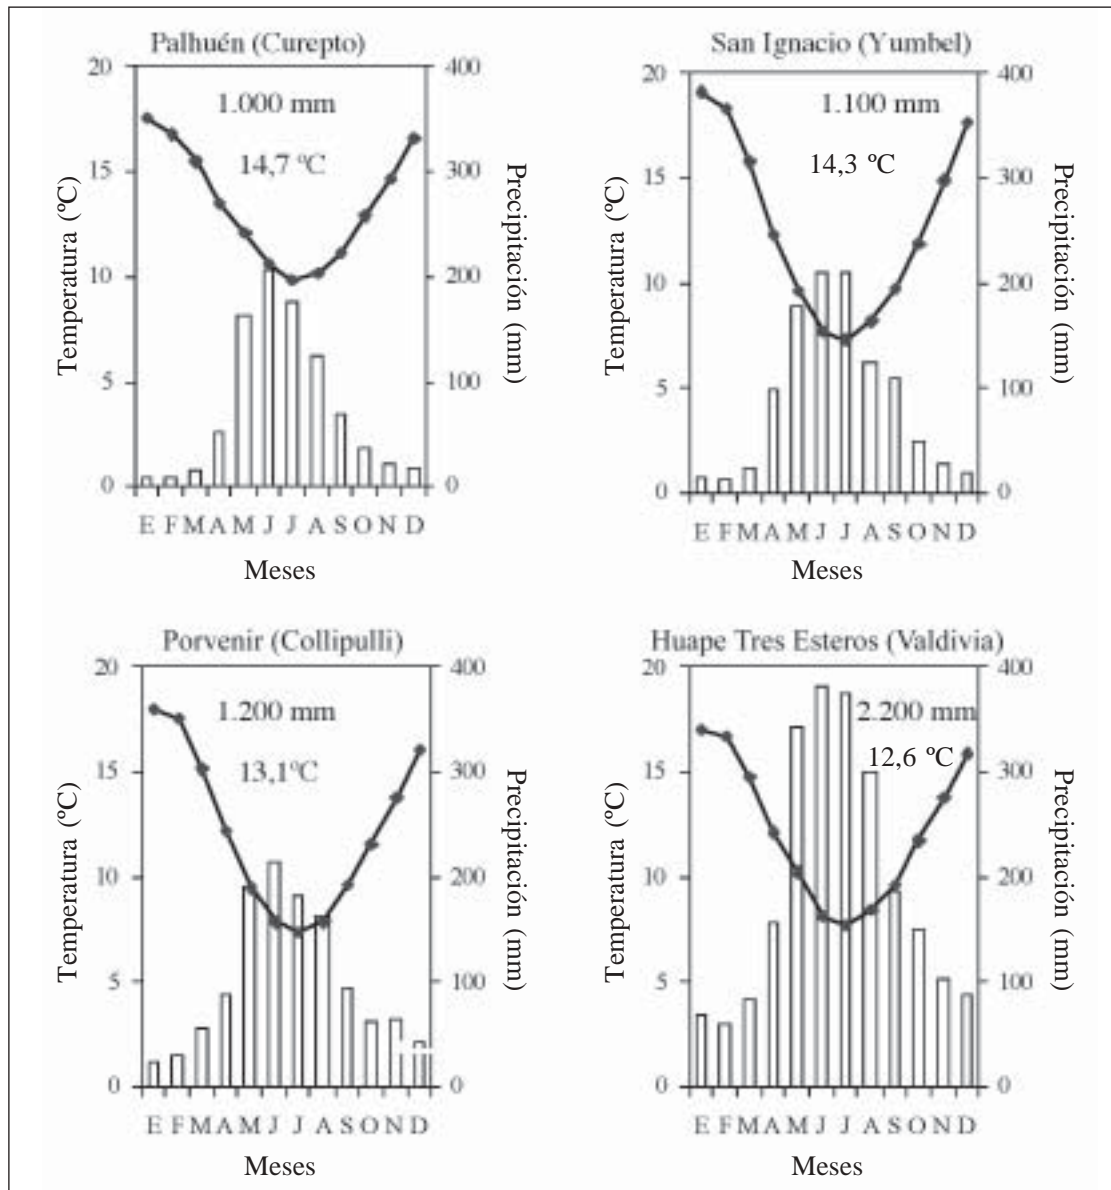 Palhuén (Curepto)
20
15
10
5
0
400
300
200
100
0
1.000 mm
14,7 ºC
Temperatura (ºC)
Precipitación (mm)
E F M A M J J A S O N D
Meses
San Ignacio (Yumbel)
20
15
10
5
0
400
300
200
100
0
1.100 mm
14,3 ºC
Temperatura (ºC)
Precipitación (mm)
E F M A M J J A S O N D
Meses
Porvenir (Collipulli)
20
15
10
5
0
400
300
200
100
0
1.200 mm
13,1ºC
Temperatura (ºC)
Precipitación (mm)
E F M A M J J A S O N D
Meses
Huape Tres Esteros (Valdivia)
20
15
10
5
0
400
300
200
100
0
2.200 mm
12,6 ºC
Temperatura (ºC)
Precipitación (mm)
E F M A M J J A S O N D
Meses